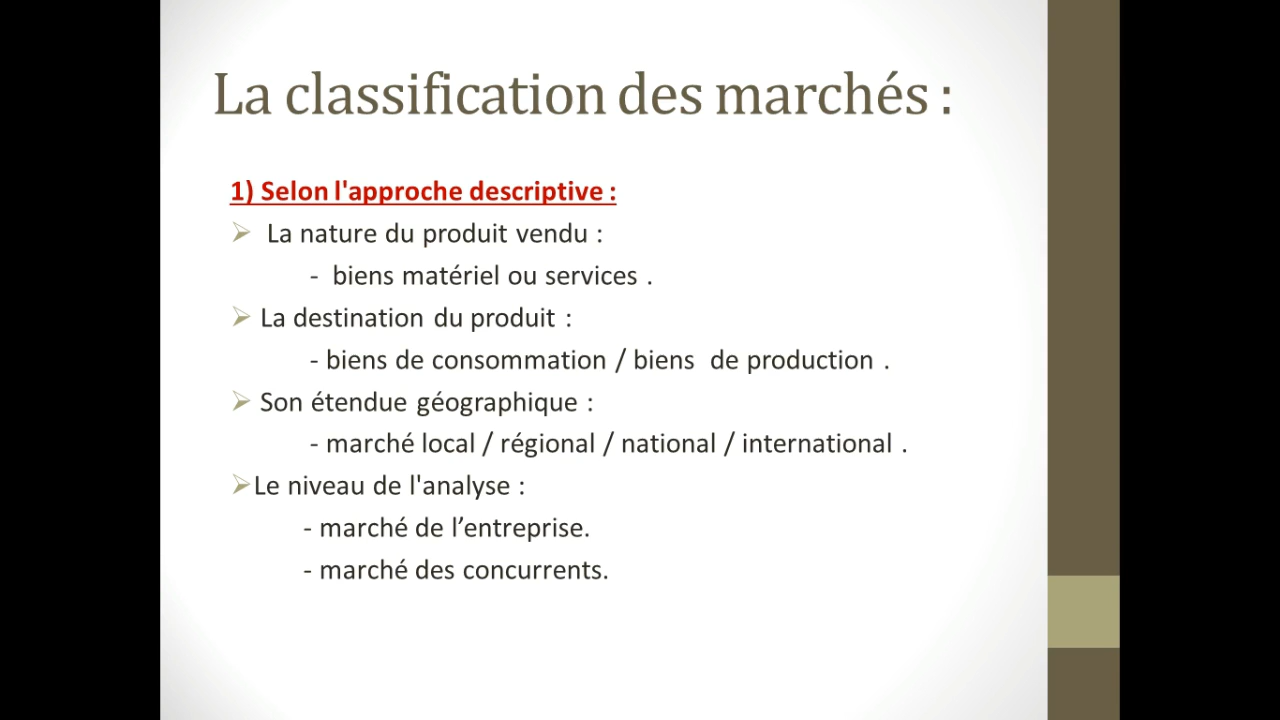 La classification des marchés :
1) Selon l'approche descriptive :
La nature du produit vendu :
- biens matériel ou services .
La destination du produit :
- biens de consommation / biens de production .
Son étendue géographique :
- marché local / régional / national / international .
Le niveau de l'analyse :
- marché de l’entreprise.
- marché des concurrents.